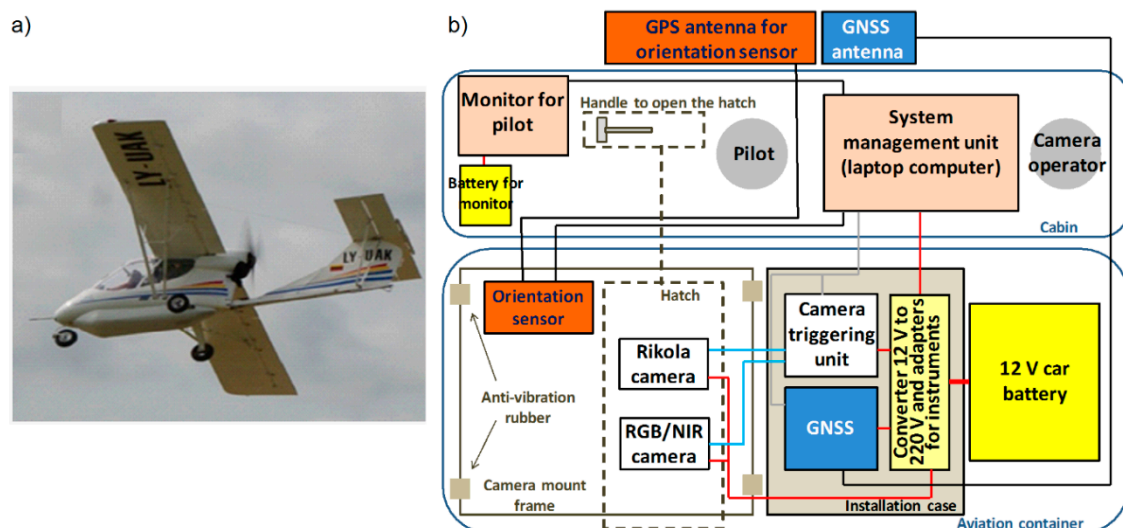 a)
LY-UAK
LY-UAK
b)
GPS antenna for
orientation sensor
GNSS
antenna
Monitor for
pilot
Handle to open the hatch
Pilot
System
management unit
(laptop computer)
Camera
operator
Battery for
monitor
Cabin
Orientation
sensor
Hatch
Camera
triggering
unit
Converter 12 V to
220 V and adapters
for instruments
12 V car
battery
Rikola
camera
Anti-vibration
rubber
RGB/NIR
camera
GNSS
Camera mount
frame
Installation case
Aviation container